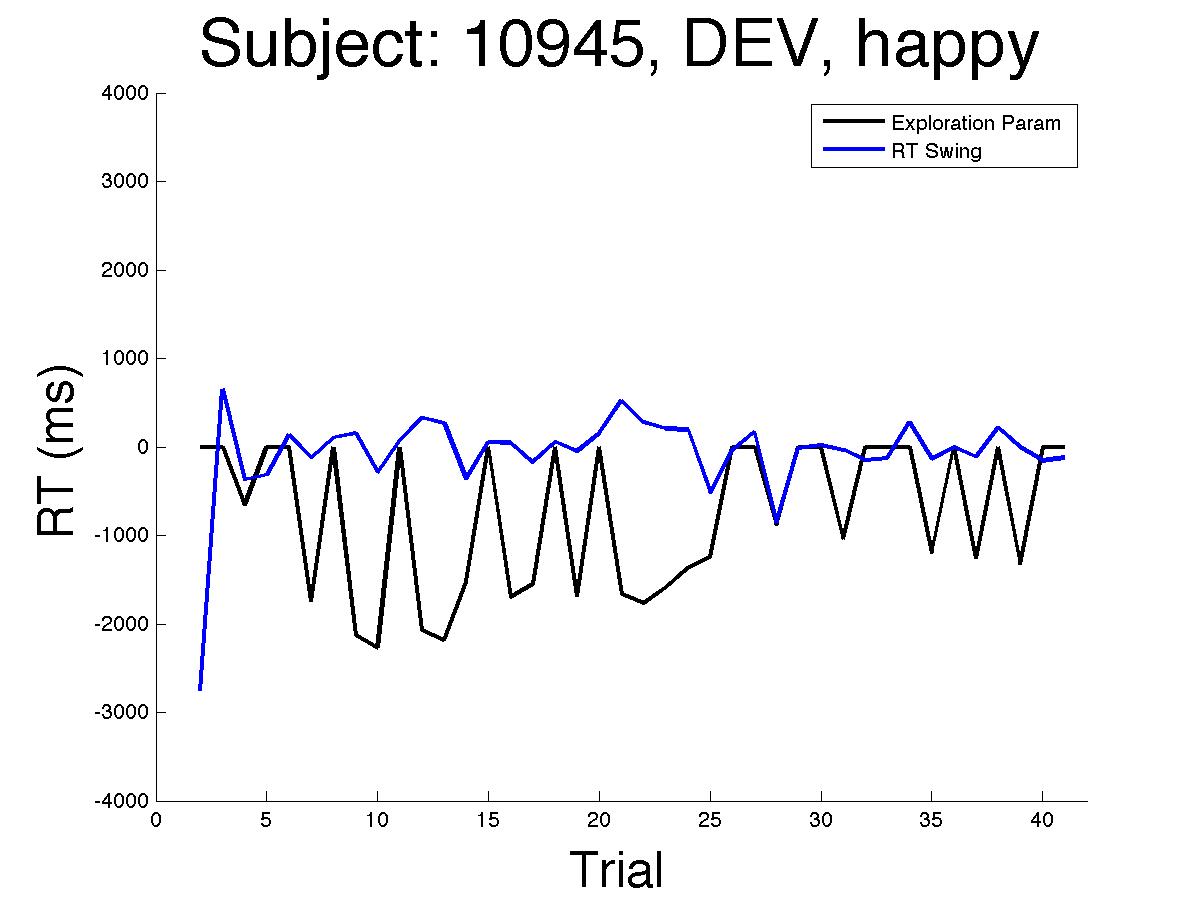 Subject: 10945, DEV, happy
Exploration Param
RT Swing
4000
3000
2000
1000
0
-1000
-2000
-3000
-4000
RT (ms)
0 5 10 15 20 25 30 35 40
Trial